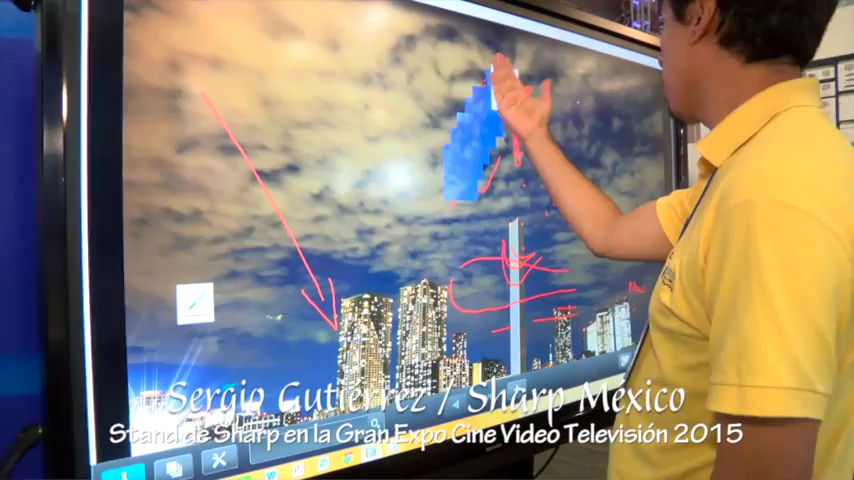 Sergio Gutiérrez / Sharp México
Stand de Sharp en la Gran Expo Cine Video Televisión 2015